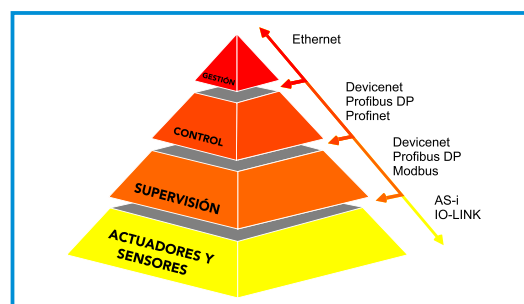 Ethernet
GESTIÓN
Devicenet
Profibus DP
Profinet
CONTROL
Devicenet
Profibus DP
Modbus
SUPERVISIÓN
AS-i
IO-LINK
ACTUADORES Y
SENSORES